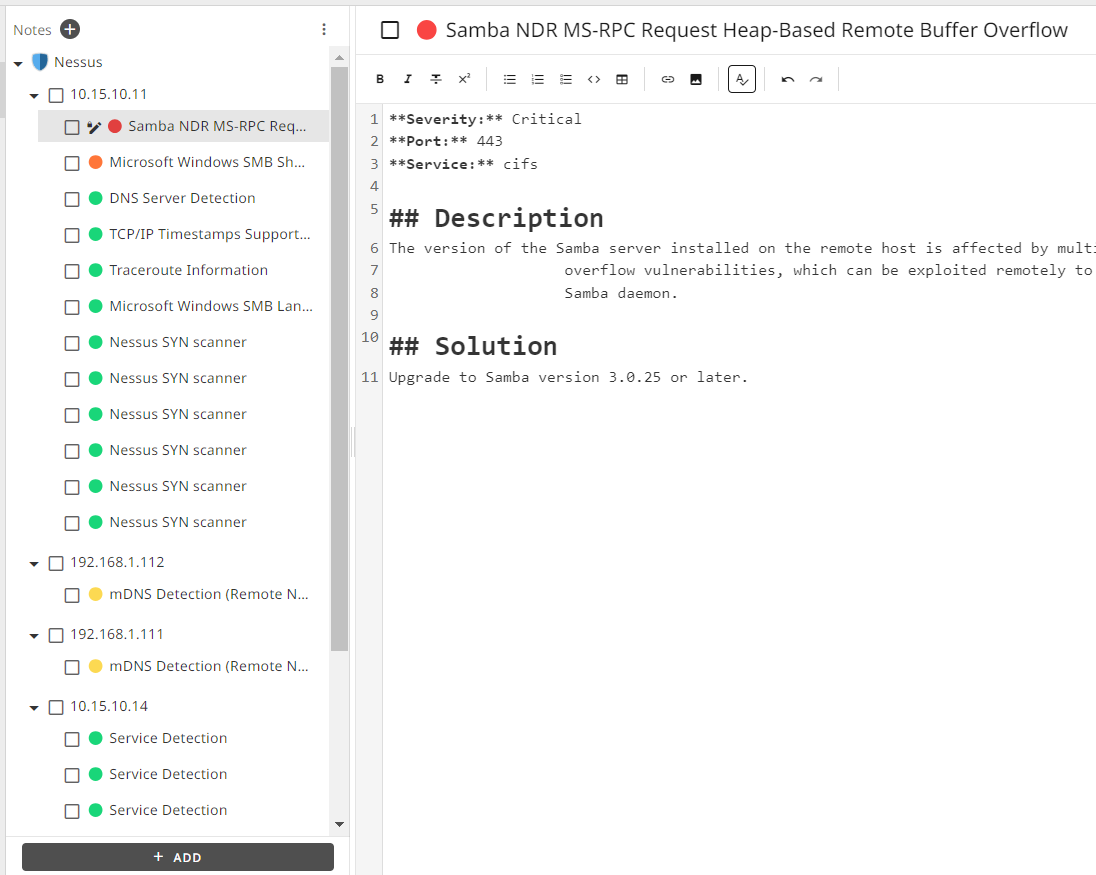 Notes
Nessus
10.15.10.11
Samba NDR MS-RPC Req...
Microsoft Windows SMB Sh...
DNS Server Detection
TCP/IP Timestamps Support...
Traceroute Information
Microsoft Windows SMB Lan...
Nessus SYN scanner
Nessus SYN scanner
Nessus SYN scanner
Nessus SYN scanner
Nessus SYN scanner
Nessus SYN scanner
192.168.1.112
mDNS Detection (Remote N...
192.168.1.111
mDNS Detection (Remote N...
10.15.10.14
Service Detection
Service Detection
Service Detection
+ ADD
Samba NDR MS-RPC Request Heap-Based Remote Buffer Overflow
B I T x²
1 **Severity:** Critical
2 **Port:** 443
3 **Service:** cifs
4
5 ## Description
6 The version of the Samba server installed on the remote host is affected by multi
7 overflow vulnerabilities, which can be exploited remotely to
8 Samba daemon.
9
10 ## Solution
11 Upgrade to Samba version 3.0.25 or later.